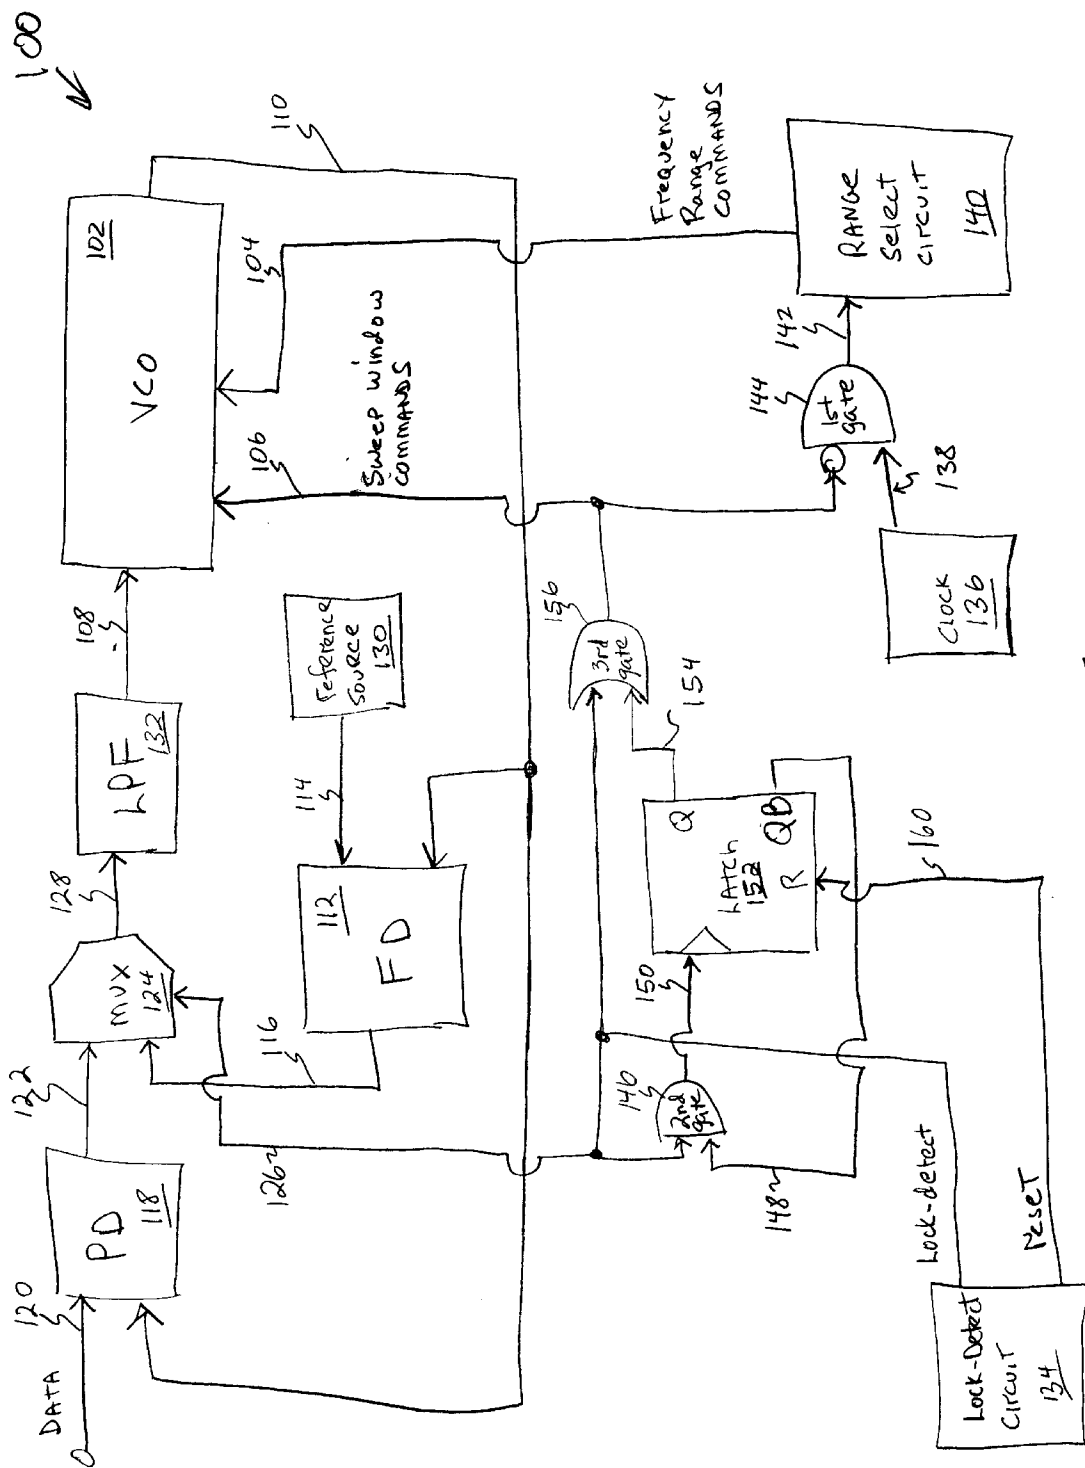 100
DATA
120
PD
118
122
MUX
124
128
LPF
132
108
VCO
102
110
126
116
FD
112
114
reference
source
130
106
104
Sweep window
commands
Frequency
Range
Commands
148
146
2nd
gate
150
LATCH
152
Q
QB
R
154
156
3rd
gate
160
144
1st
gate
142
RANGE
Select
circuit
140
138
Clock
136
Lock-detect
reset
Lock-Detect
Circuit
134